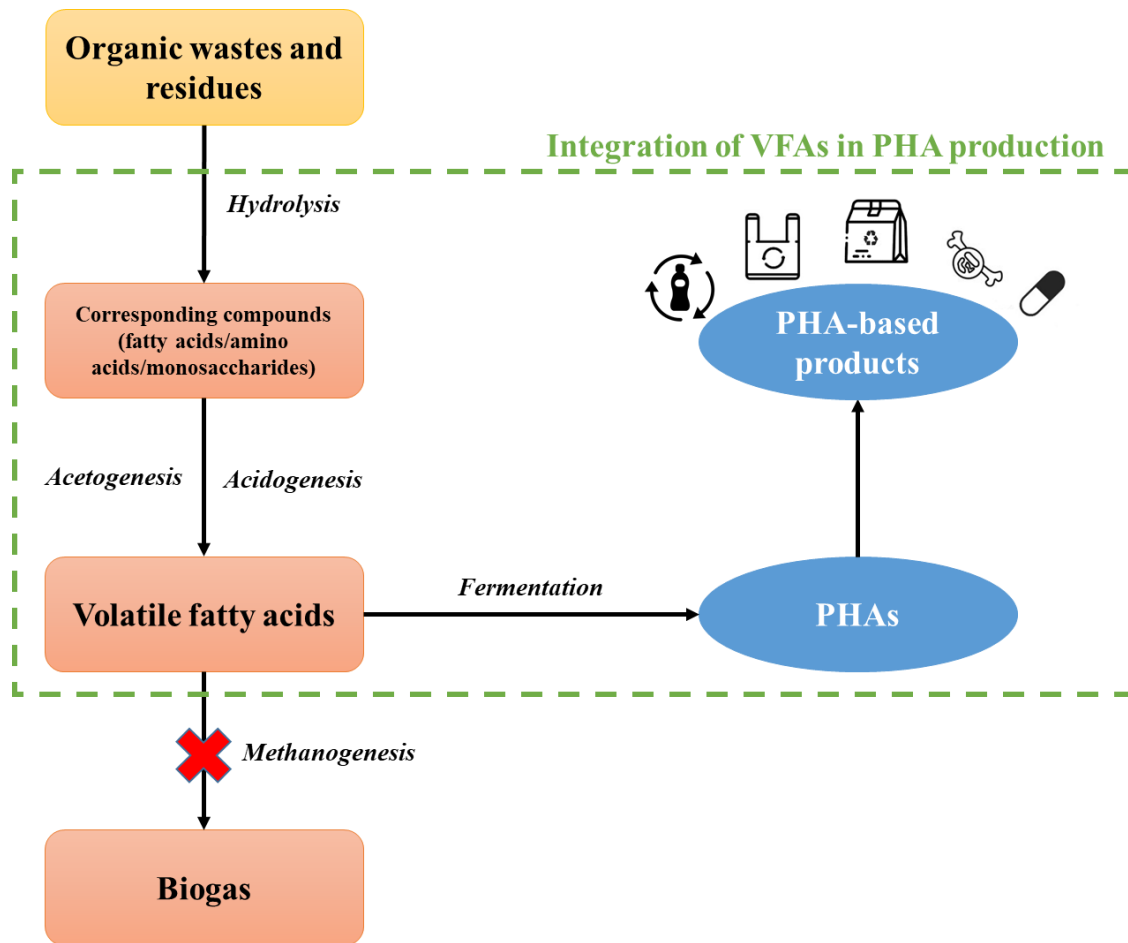 Organic wastes and
residues
Integration of VFAs in PHA production
Hydrolysis
Corresponding compounds
(fatty acids/amino
acids/monosaccharides)
PHA-based
products
Acetogenesis
Acidogenesis
Volatile fatty acids
Fermentation
PHAs
Methanogenesis
Biogas